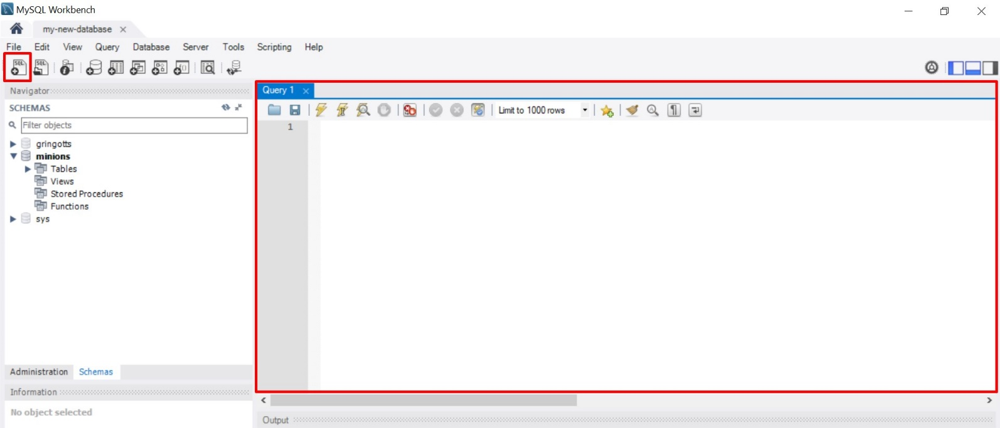 MySQL Workbench
my-new-database
File Edit View Query Database Server Tools Scripting Help
SQL SQL
Navigator
SCHEMAS
Filter objects
gringotts
minions
Tables
Views
Stored Procedures
Functions
sys
Administration Schemas
Information
No object selected
Query 1
Limit to 1000 rows
1
Output